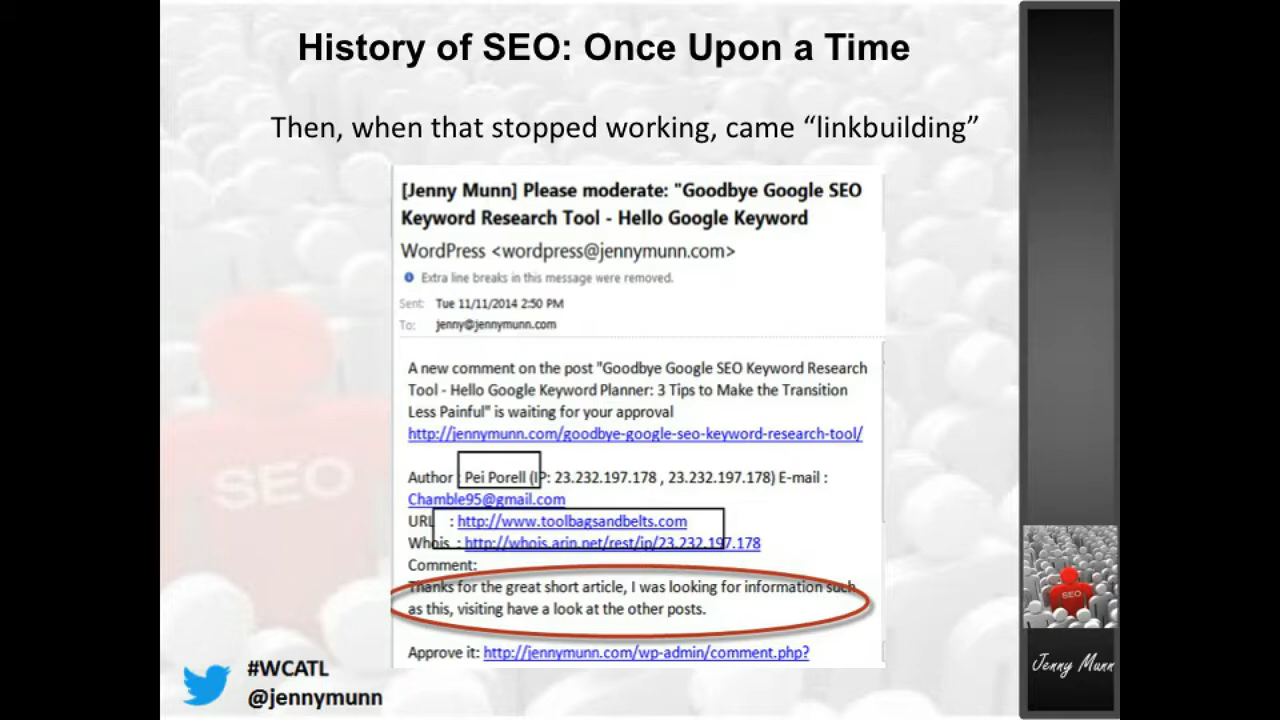 History of SEO: Once Upon a Time
Then, when that stopped working, came “linkbuilding”
[Jenny Munn] Please moderate: "Goodbye Google SEO
Keyword Research Tool - Hello Google Keyword
WordPress <wordpress@jennymunn.com>
Extra line breaks in this message were removed.
Sent: Tue 11/11/2014 2:50 PM
To: jenny@jennymunn.com
A new comment on the post "Goodbye Google SEO Keyword Research
Tool - Hello Google Keyword Planner: 3 Tips to Make the Transition
Less Painful" is waiting for your approval
http://jennymunn.com/goodbye-google-seo-keyword-research-tool/
Author : Pei Porell (IP: 23.232.197.178 , 23.232.197.178) E-mail :
Chamble95@gmail.com
URL : http://www.toolbagsandbelts.com
Whois : http://whois.arin.net/rest/ip/23.232.197.178
Comment:
Thanks for the great short article, I was looking for information such
as this, visiting have a look at the other posts.
Approve it: http://jennymunn.com/wp-admin/comment.php?
SEO
#WCATL
@jennymunn
SEO
Jenny Munn